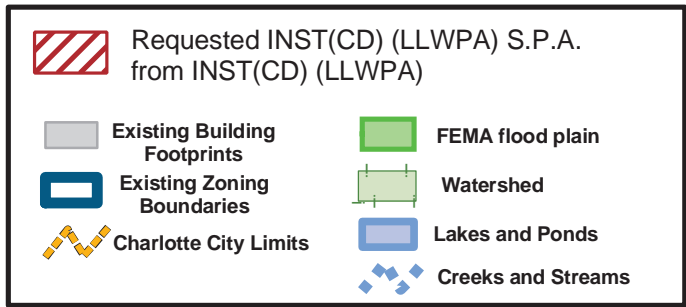 Requested INST(CD) (LLWPA) S.P.A.
from INST(CD) (LLWPA)
Existing Building
Footprints
Existing Zoning
Boundaries
Charlotte City Limits
FEMA flood plain
Watershed
Lakes and Ponds
Creeks and Streams